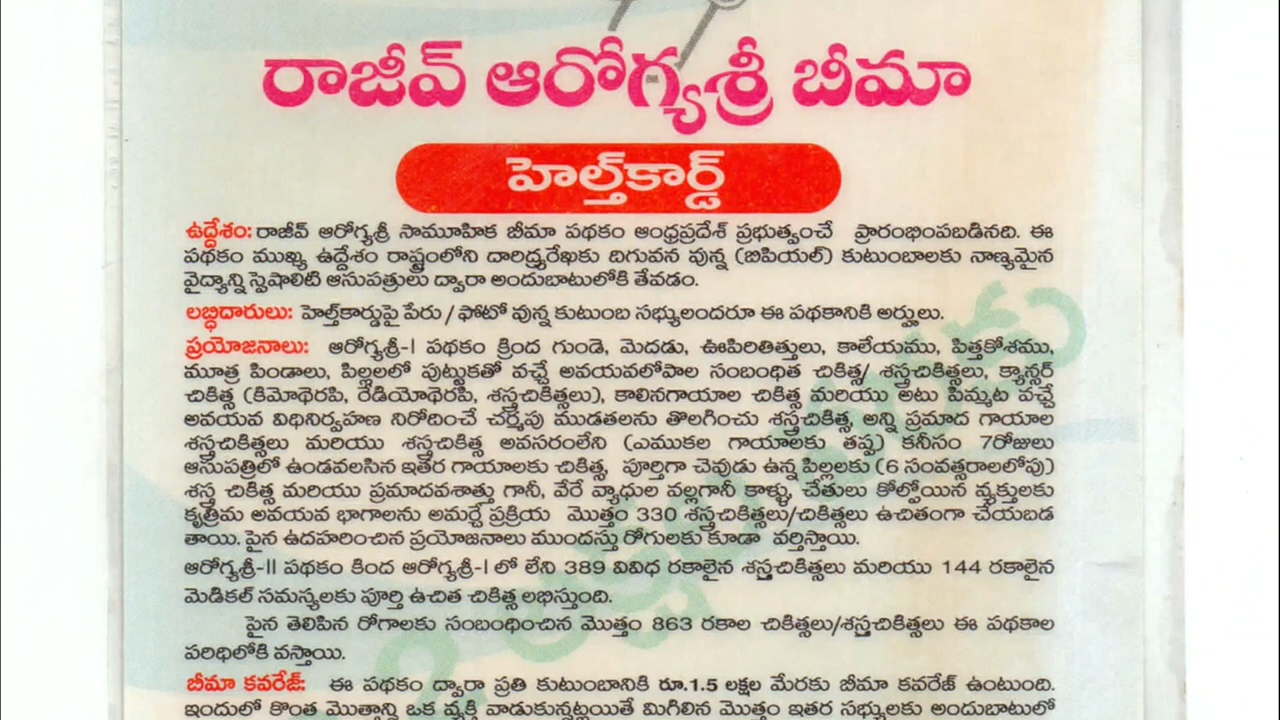 రాజీవ్ ఆరోగ్యశ్రీ బీమా
హెల్త్‌కార్డ్
ఉద్దేశం: రాజీవ్ ఆరోగ్యశ్రీ సామూహిక బీమా పథకం ఆంధ్రప్రదేశ్ ప్రభుత్వంచే ప్రారంభింపబడినది. ఈ
పథకం ముఖ్య ఉద్దేశం రాష్ట్రంలోని దారిద్ర్యరేఖకు దిగువన వున్న (బిపియల్) కుటుంబాలకు నాణ్యమైన
వైద్యాన్ని స్పెషాలిటి ఆసుపత్రులు ద్వారా అందుబాటులోకి తేవడం.
లబ్ధిదారులు: హెల్త్‌కార్డుపై పేరు / ఫోటో వున్న కుటుంబ సభ్యులందరూ ఈ పథకానికి అర్హులు.
ప్రయోజనాలు: ఆరోగ్యశ్రీ-I పథకం క్రింద గుండె, మెదడు, ఊపిరితిత్తులు, కాలేయము, పిత్తకోశము,
మూత్ర పిండాలు, పిల్లలలో పుట్టుకతో వచ్చే అవయవలోపాల సంబంధిత చికిత్స/ శస్త్రచికిత్సలు, క్యాన్సర్
చికిత్స (కిమోథెరపి, రేడియోథెరపి, శస్త్రచికిత్సలు), కాలినగాయాల చికిత్స మరియు అటు పిమ్మట వచ్చే
అవయవ విధినిర్వహణ నిరోదించే చర్మపు ముడతలను తొలగించు శస్త్రచికిత్స, అన్ని ప్రమాద గాయాల
శస్త్రచికిత్సలు మరియు శస్త్రచికిత్స అవసరంలేని (ఎముకల గాయాలకు తప్ప) కనీసం 7రోజులు
ఆసుపత్రిలో ఉండవలసిన ఇతర గాయాలకు చికిత్స, పూర్తిగా చెవుడు ఉన్న పిల్లలకు (6 సంవత్సరాలలోపు)
శస్త్ర చికిత్స మరియు ప్రమాదవశాత్తు గానీ, వేరే వ్యాధుల వల్లగానీ కాళ్ళు, చేతులు కోల్పోయిన వ్యక్తులకు
కృత్రిమ అవయవ భాగాలను అమర్చే ప్రక్రియ మొత్తం 330 శస్త్రచికిత్సలు/చికిత్సలు ఉచితంగా చేయబడ
తాయి. పైన ఉదహరించిన ప్రయోజనాలు ముందస్తు రోగులకు కూడా వర్తిస్తాయి.
ఆరోగ్యశ్రీ-II పథకం కింద ఆరోగ్యశ్రీ-I లో లేని 389 వివిధ రకాలైన శస్త్రచికిత్సలు మరియు 144 రకాలైన
మెడికల్ సమస్యలకు పూర్తి ఉచిత చికిత్స లభిస్తుంది.
పైన తెలిపిన రోగాలకు సంబంధించిన మొత్తం 863 రకాల చికిత్సలు/శస్త్రచికిత్సలు ఈ పథకాల
పరిధిలోకి వస్తాయి.
బీమా కవరేజ్: ఈ పథకం ద్వారా ప్రతి కుటుంబానికి రూ.1.5 లక్షల మేరకు బీమా కవరేజ్ ఉంటుంది.
ఇందులో కొంత మొత్తాన్ని ఒక వ్యక్తి వాడుకున్నట్లయితే మిగిలిన మొత్తం ఇతర సభ్యులకు అందుబాటులో